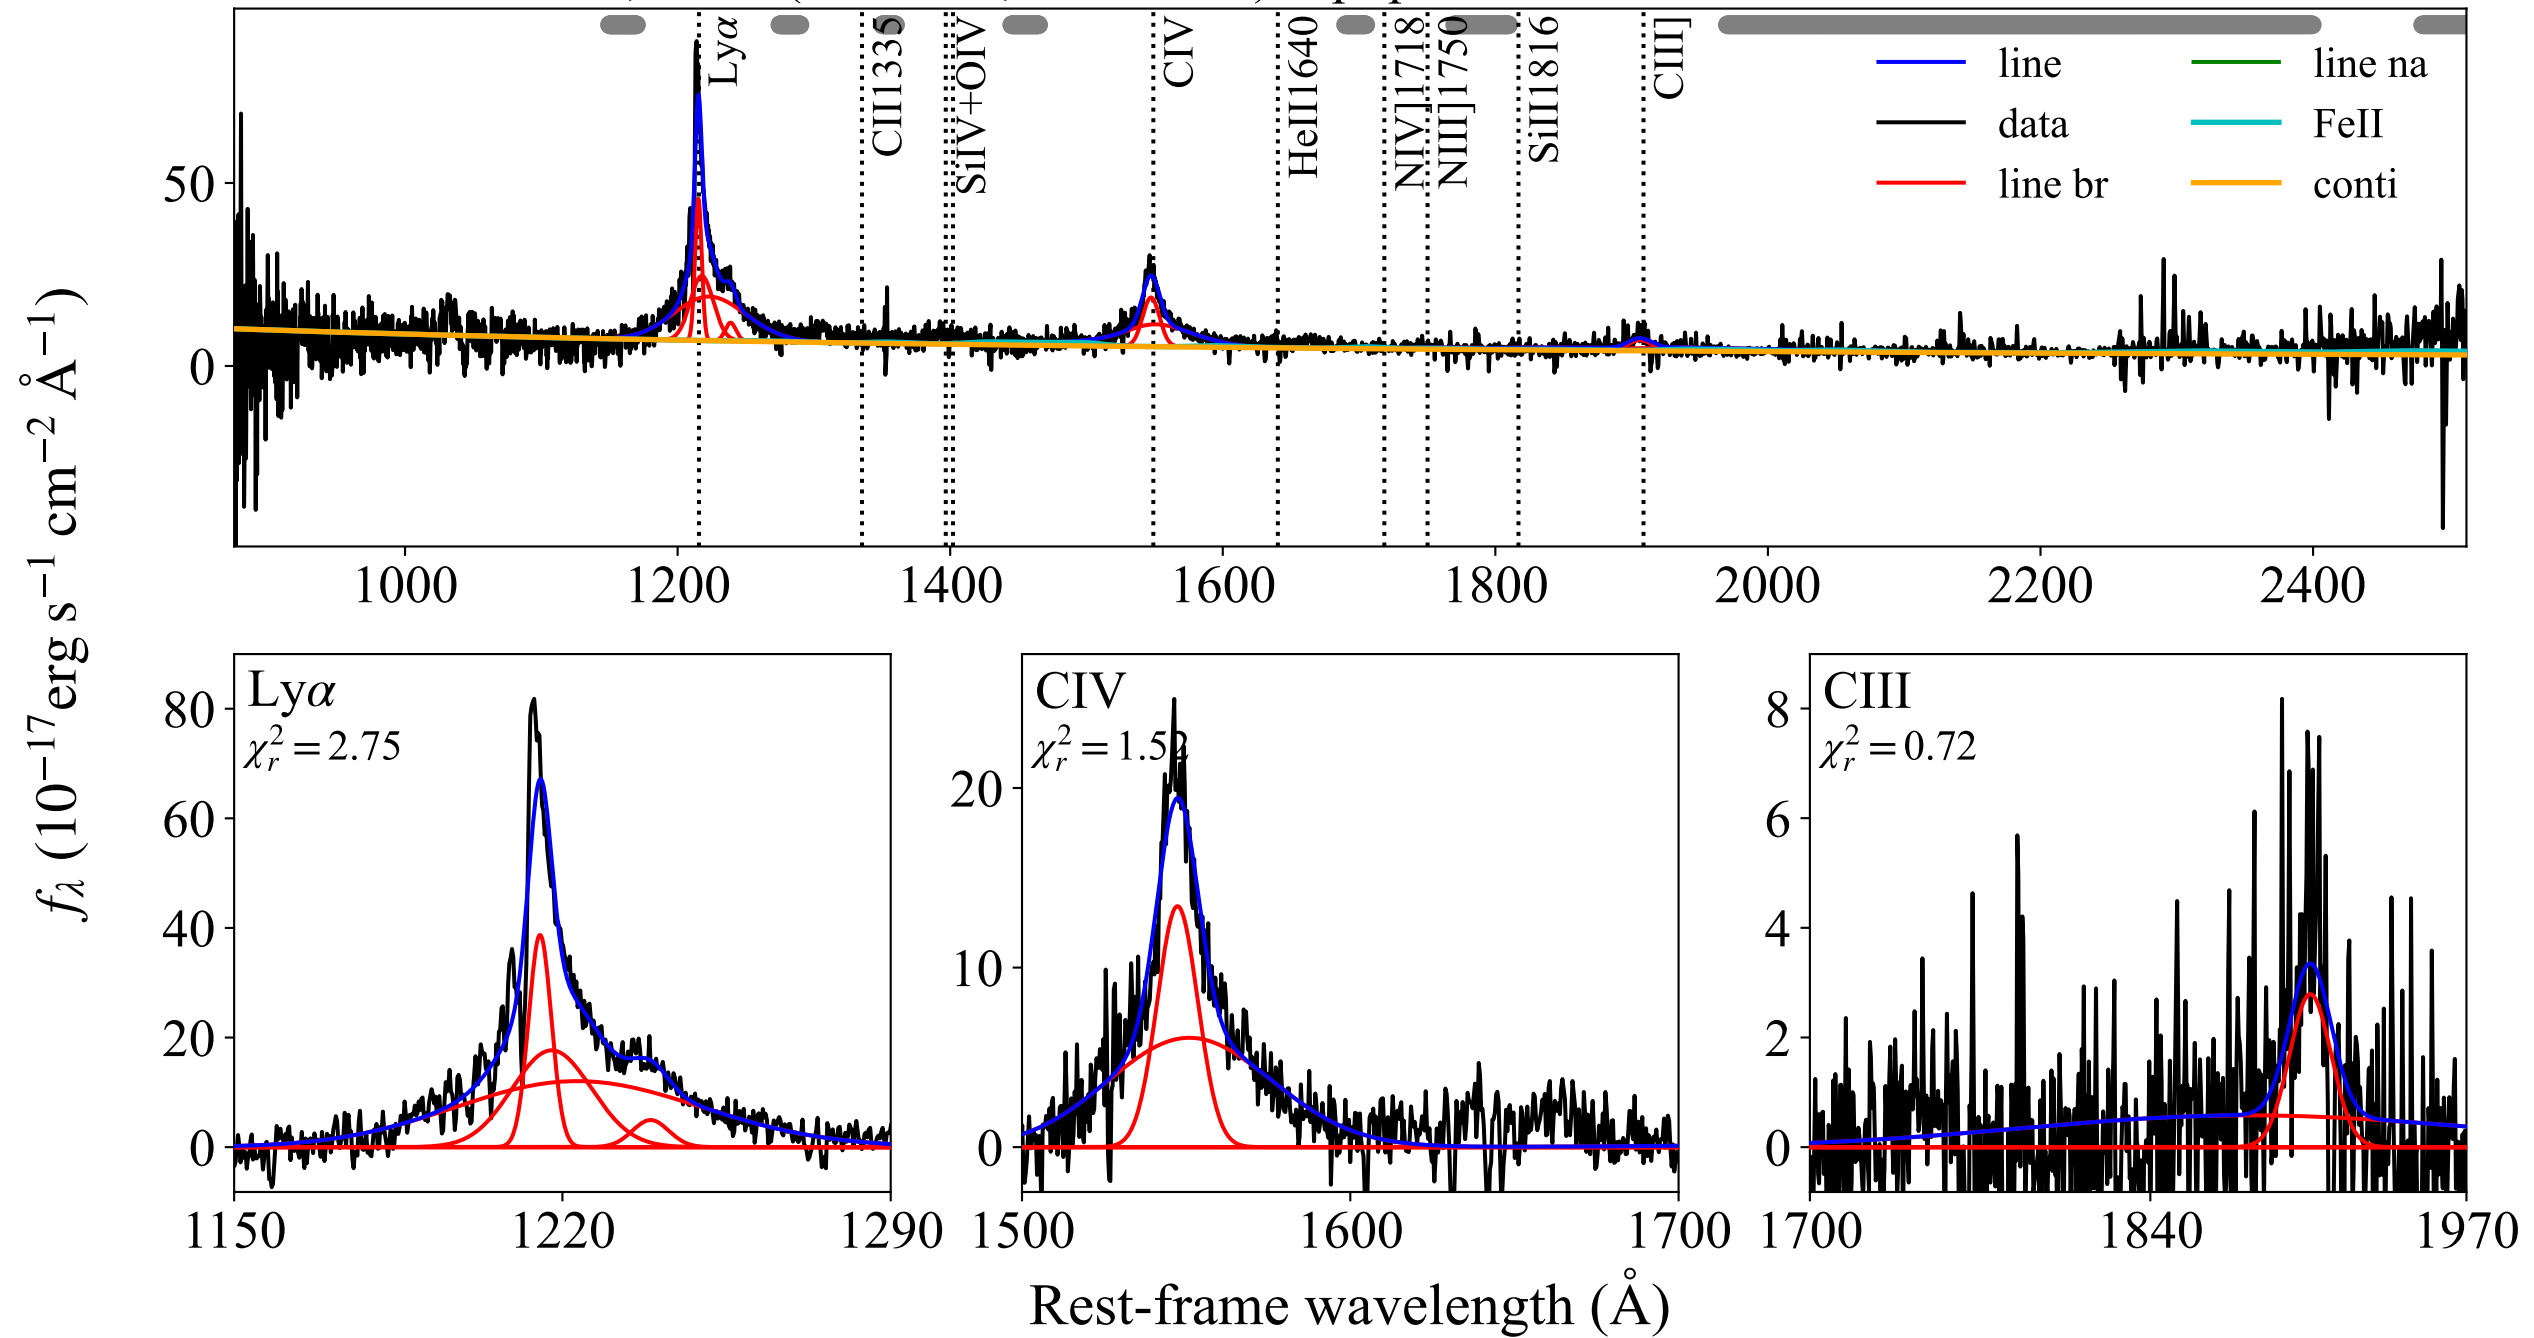 Lyα
CII1335
SiIV+OIV
CIV
HeII1640
NIV]1718
NIII]1750
SiII1816
CIII]
line
data
line br
line na
FeII
conti
50
0
1000 1200 1400 1600 1800 2000 2200 2400
fλ (10⁻¹⁷erg s⁻¹ cm⁻² Å⁻¹)
Lyα
χ²ᵣ = 2.75
80
60
40
20
0
1150 1220 1290
CIV
χ²ᵣ = 1.52
20
10
0
1500 1600 1700
CIII
χ²ᵣ = 0.72
8
6
4
2
0
1700 1840 1970
Rest-frame wavelength (Å)